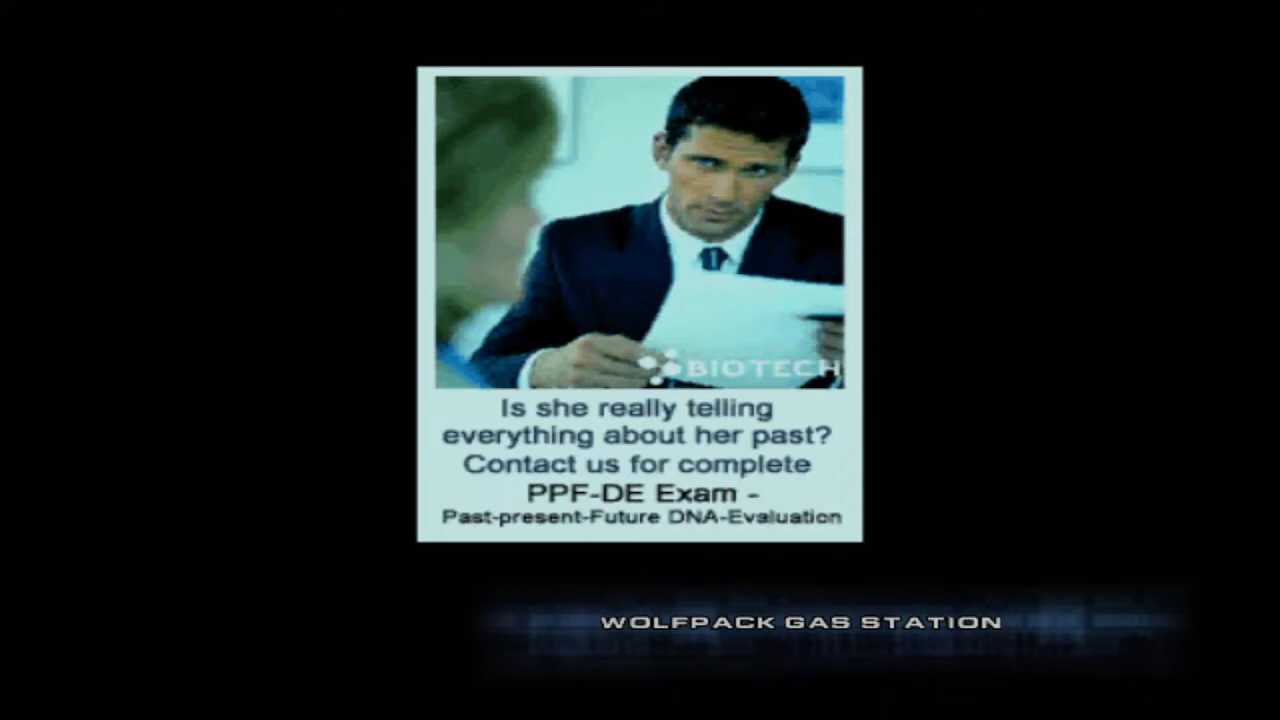 BIOTECH
Is she really telling
everything about her past?
Contact us for complete
PPF-DE Exam -
Past-present-Future DNA-Evaluation
WOLFPACK GAS STATION